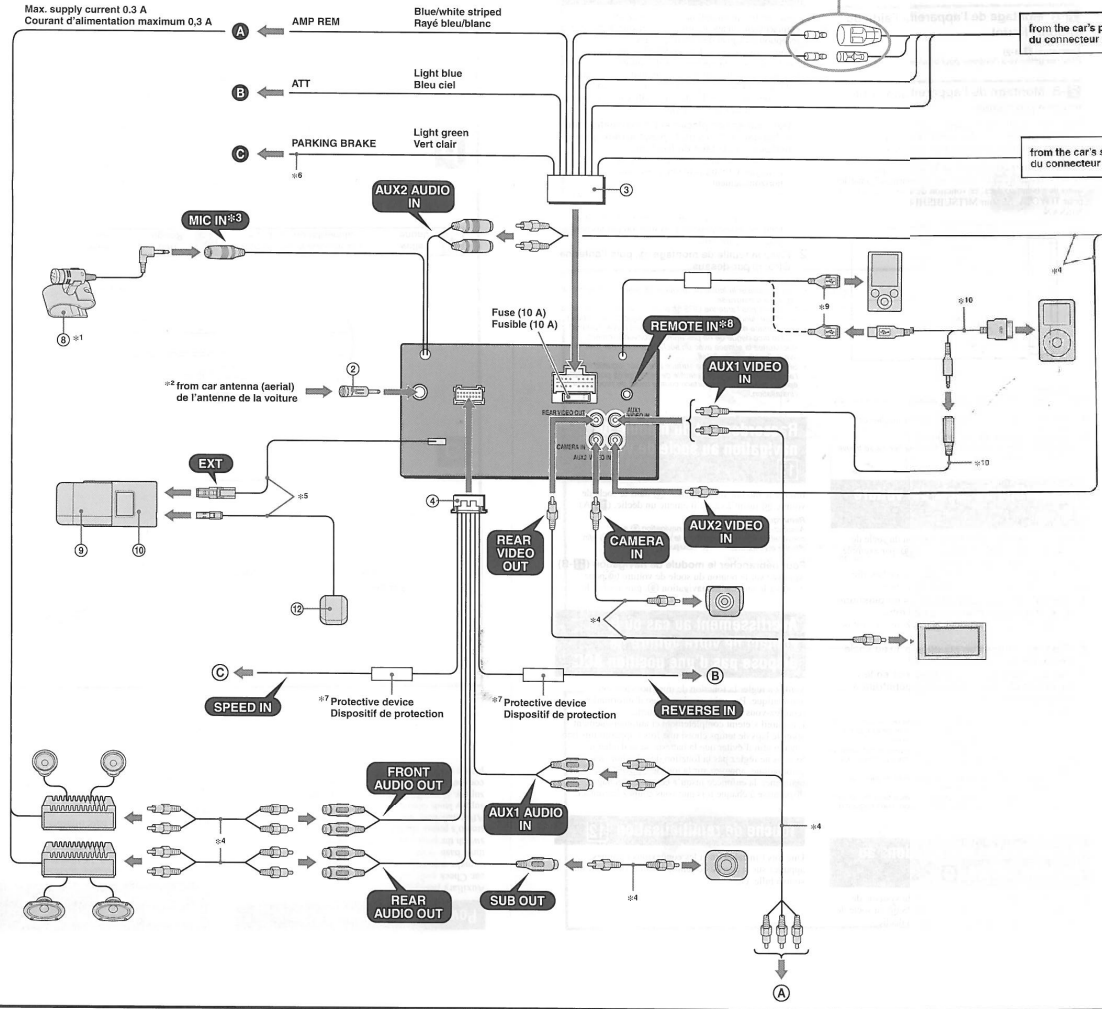 Max. supply current 0.3 A
Courant d'alimentation maximum 0,3 A
A
AMP REM
Blue/white striped
Rayé bleu/blanc
from the car's p
du connecteur
B
ATT
Light blue
Bleu ciel
C
PARKING BRAKE
Light green
Vert clair
*6
from the car's s
du connecteur
3
AUX2 AUDIO
IN
MIC IN*3
8
*1
*4
*9
*10
Fuse (10 A)
Fusible (10 A)
REMOTE IN*8
AUX1 VIDEO
IN
*2 from car antenna (aerial)
de l'antenne de la voiture
2
REAR VIDEO OUT
AUX1
VIDEO IN
CAMERA IN
AUX2 VIDEO IN
*10
EXT
*5
9
10
4
REAR
VIDEO
OUT
CAMERA
IN
AUX2 VIDEO
IN
12
*4
C
SPEED IN
*7 Protective device
Dispositif de protection
*7 Protective device
Dispositif de protection
B
REVERSE IN
FRONT
AUDIO OUT
AUX1 AUDIO
IN
*4
*4
REAR
AUDIO OUT
SUB OUT
*4
A